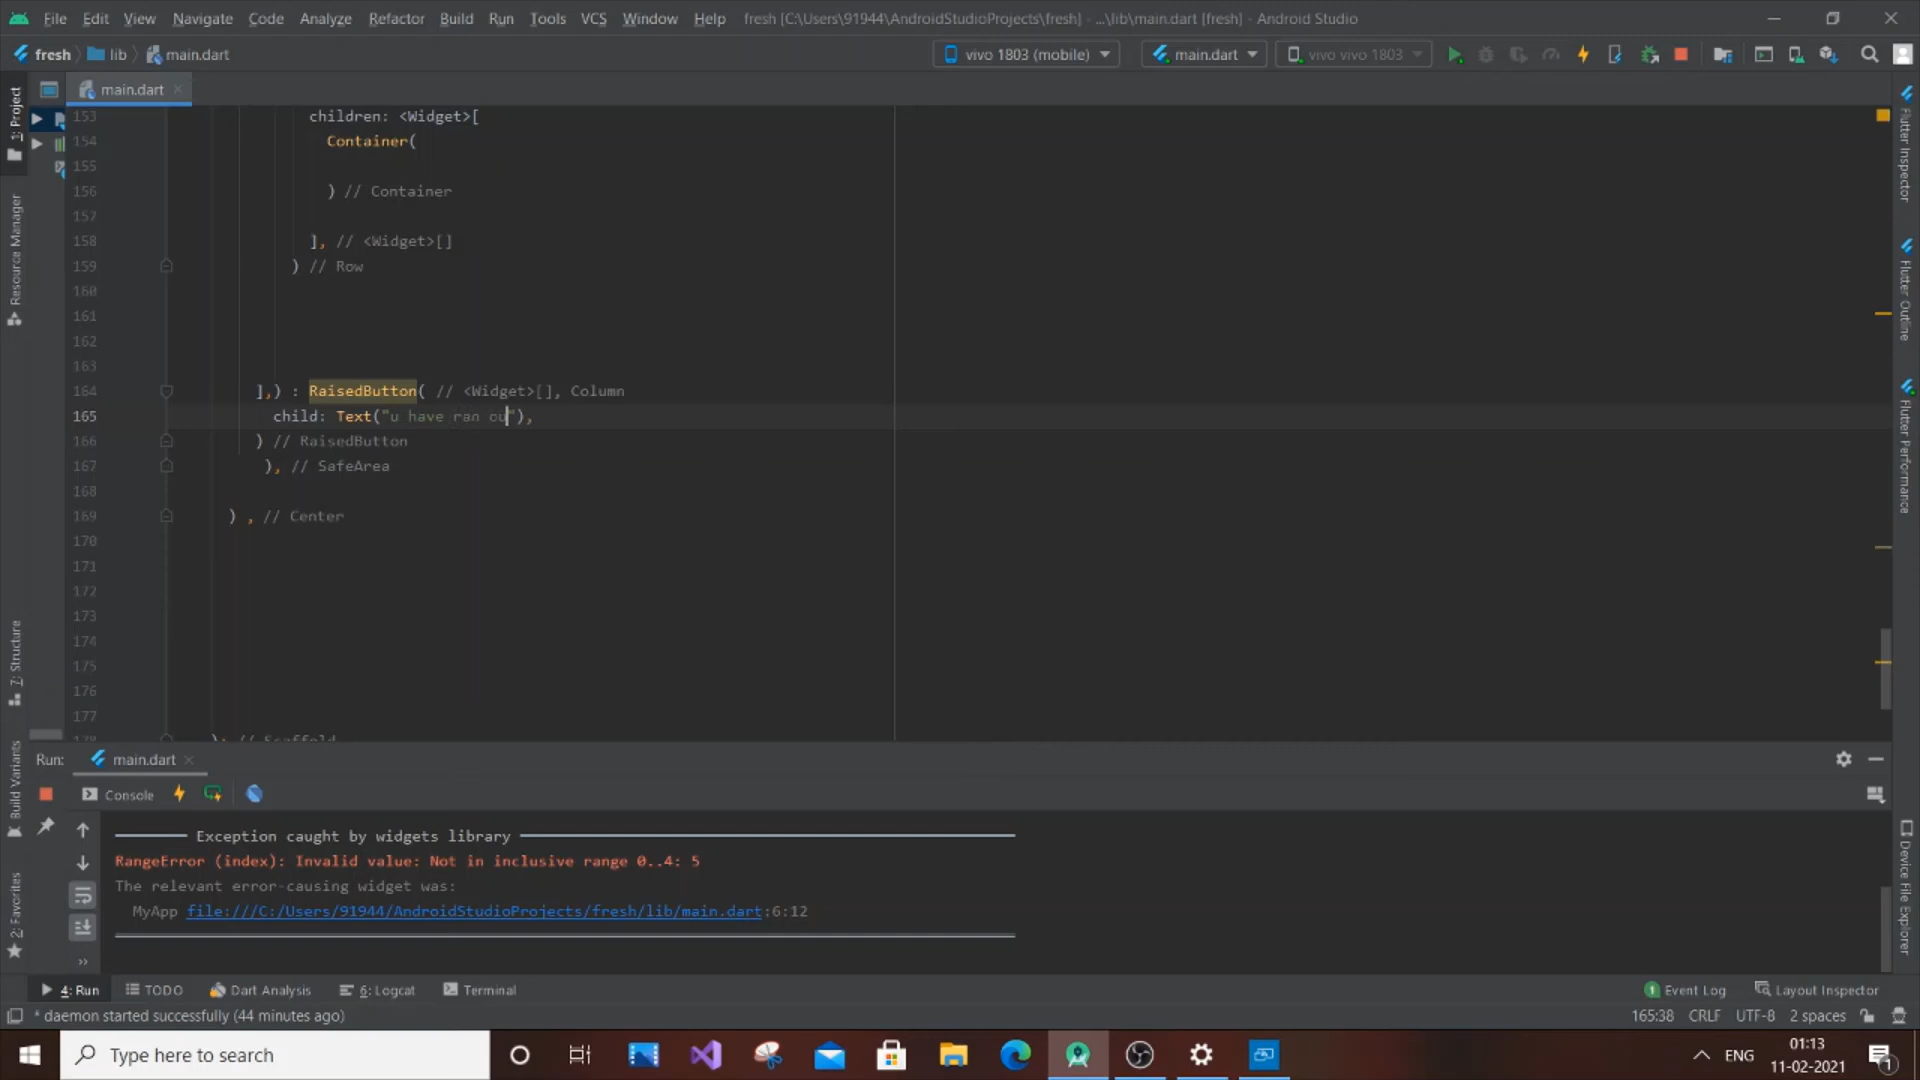 File Edit View Navigate Code Analyze Refactor Build Run Tools VCS Window Help fresh [C:\Users\91944\AndroidStudioProjects\fresh] - ...\lib\main.dart [fresh] - Android Studio
fresh lib main.dart vivo 1803 (mobile) main.dart vivo vivo 1803
main.dart
1: Project
Resource Manager
7: Structure
Build Variants
2: Favorites
Flutter Inspector
Flutter Outline
Flutter Performance
Device File Explorer
153 children: <Widget>[
154 Container(
155
156 ) // Container
157
158 ], // <Widget>[]
159 ) // Row
160
161
162
163
164 ],) : RaisedButton( // <Widget>[], Column
165 child: Text("u have ran ou"),
166 ) // RaisedButton
167 ), // SafeArea
168
169 ) , // Center
170
171
172
173
174
175
176
177
178 ); // Scaffold
Run: main.dart
Console
Exception caught by widgets library
RangeError (index): Invalid value: Not in inclusive range 0..4: 5
The relevant error-causing widget was:
MyApp file:///C:/Users/91944/AndroidStudioProjects/fresh/lib/main.dart:6:12
4: Run TODO Dart Analysis 6: Logcat Terminal 1 Event Log Layout Inspector
* daemon started successfully (44 minutes ago) 165:38 CRLF UTF-8 2 spaces
Type here to search ENG 01:13
11-02-2021 1